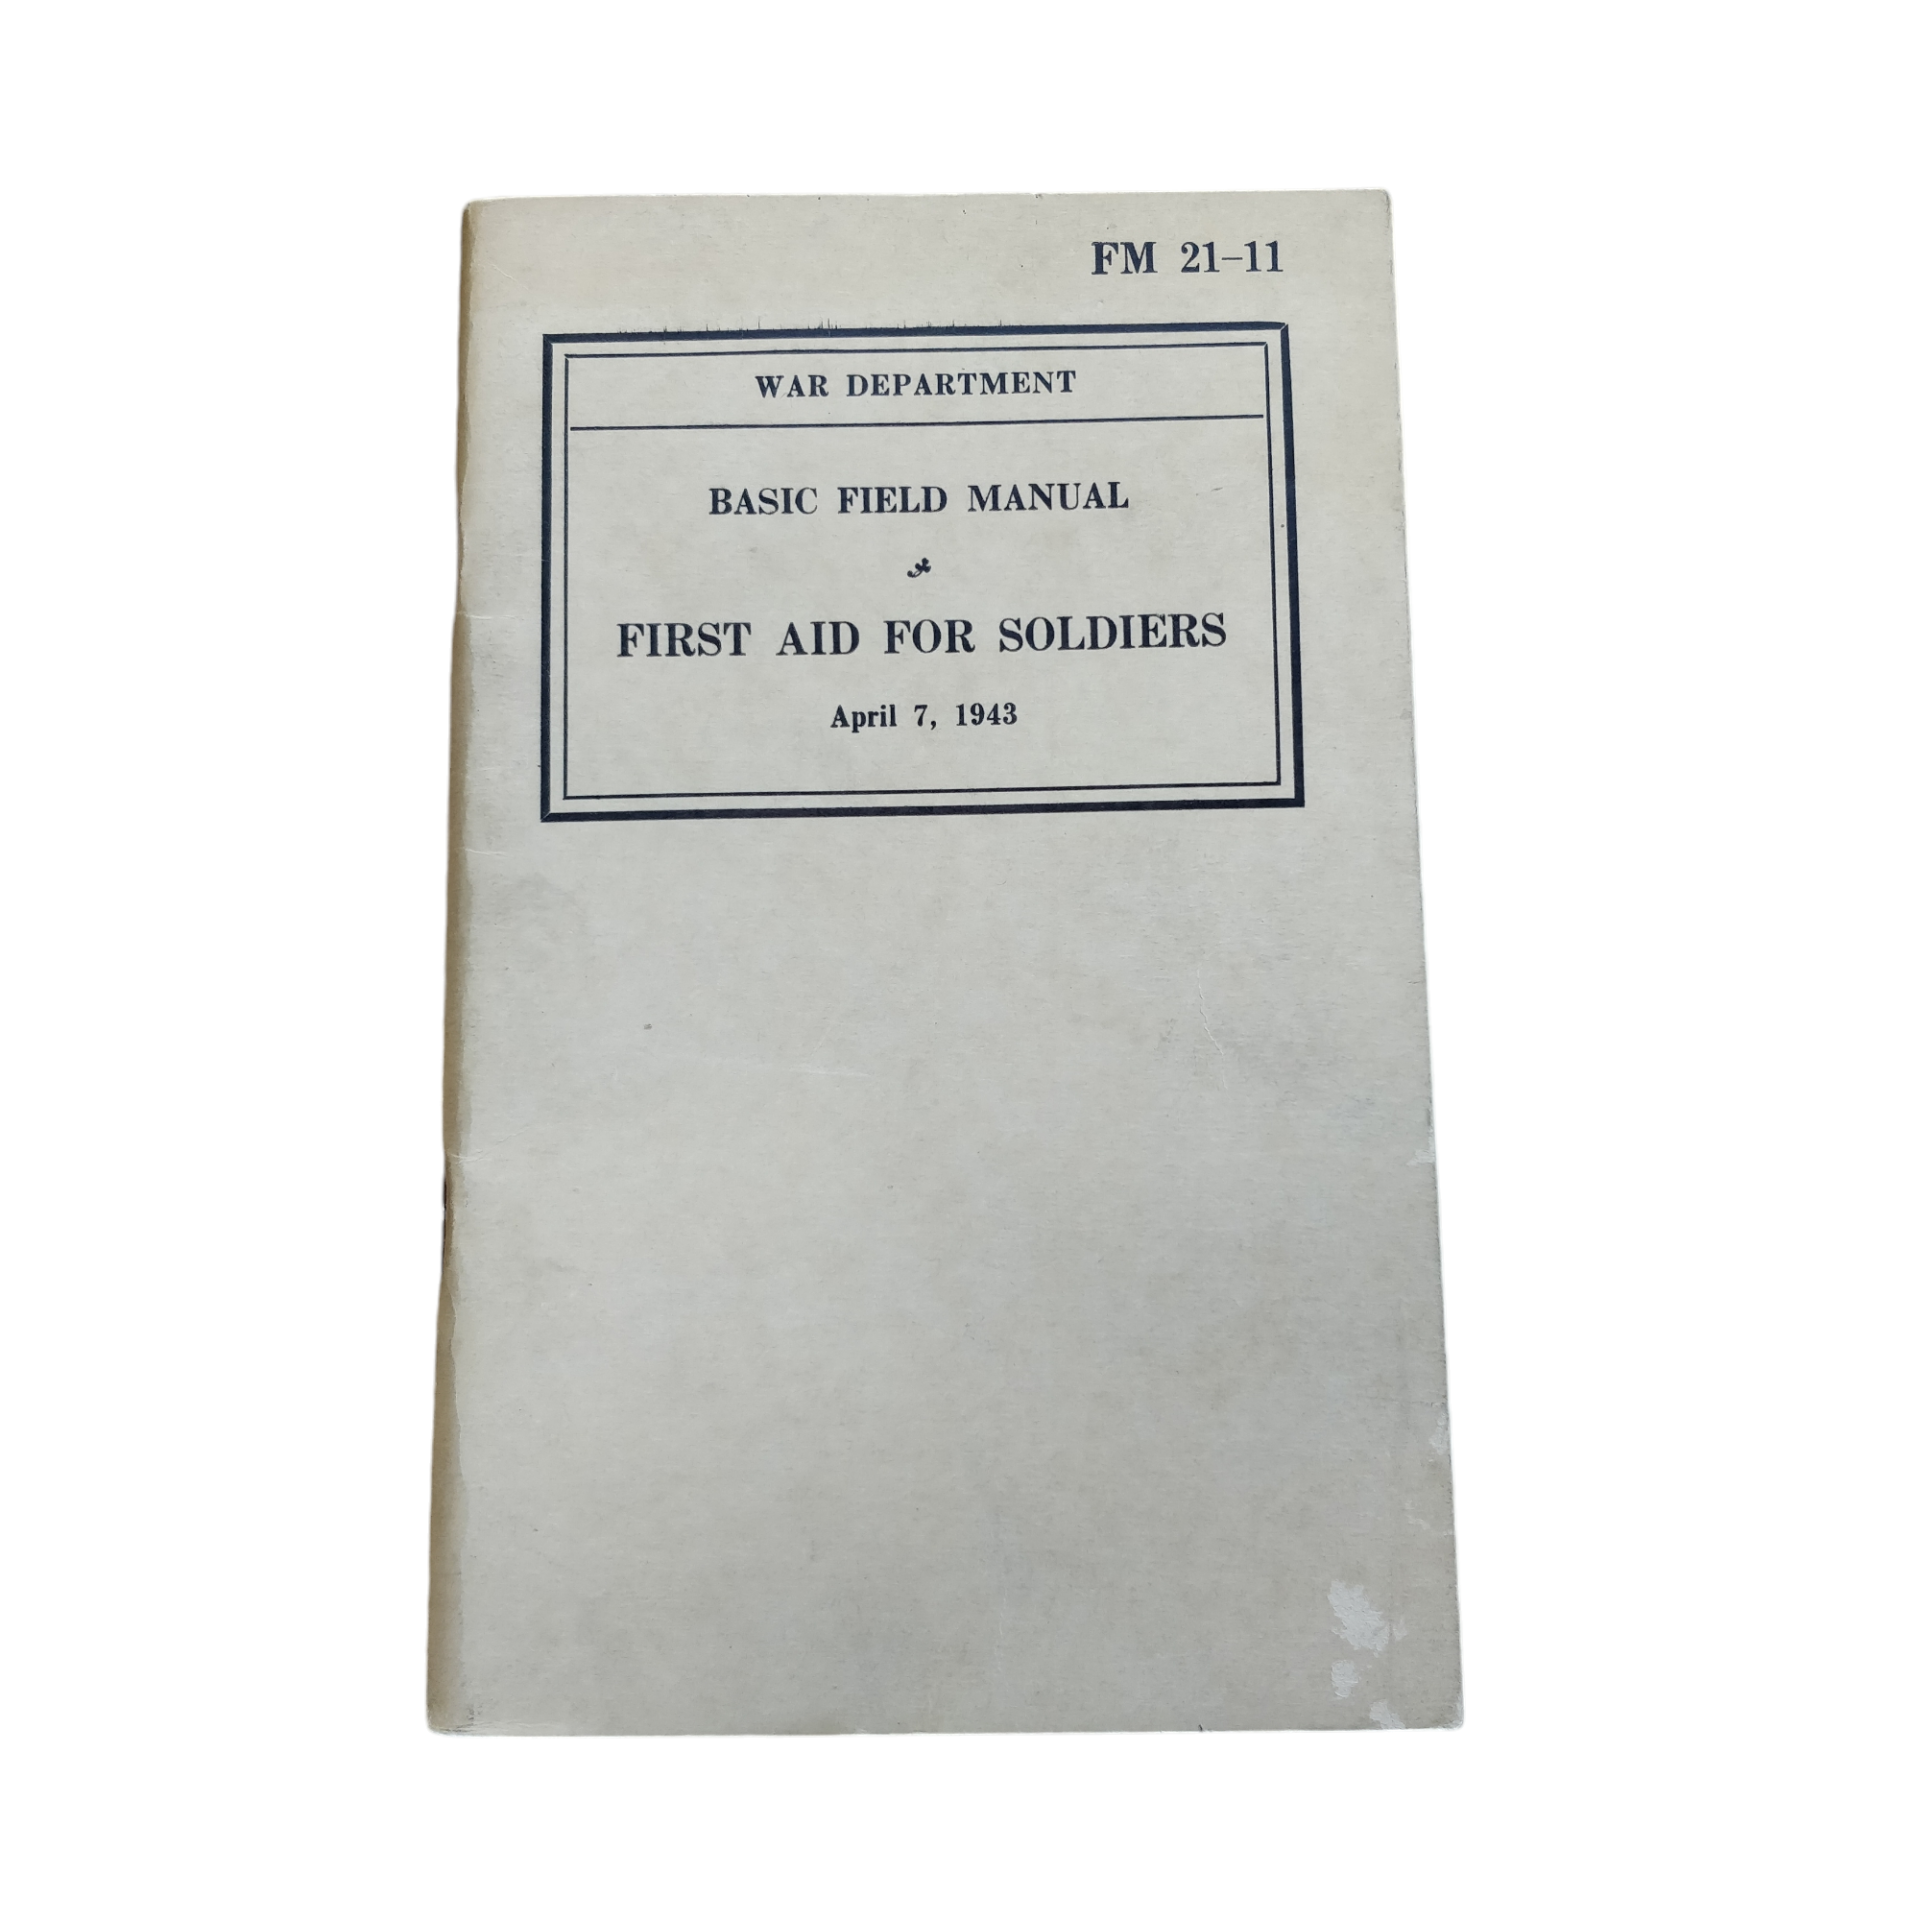 FM 21–11
WAR DEPARTMENT
BASIC FIELD MANUAL
FIRST AID FOR SOLDIERS
April 7, 1943